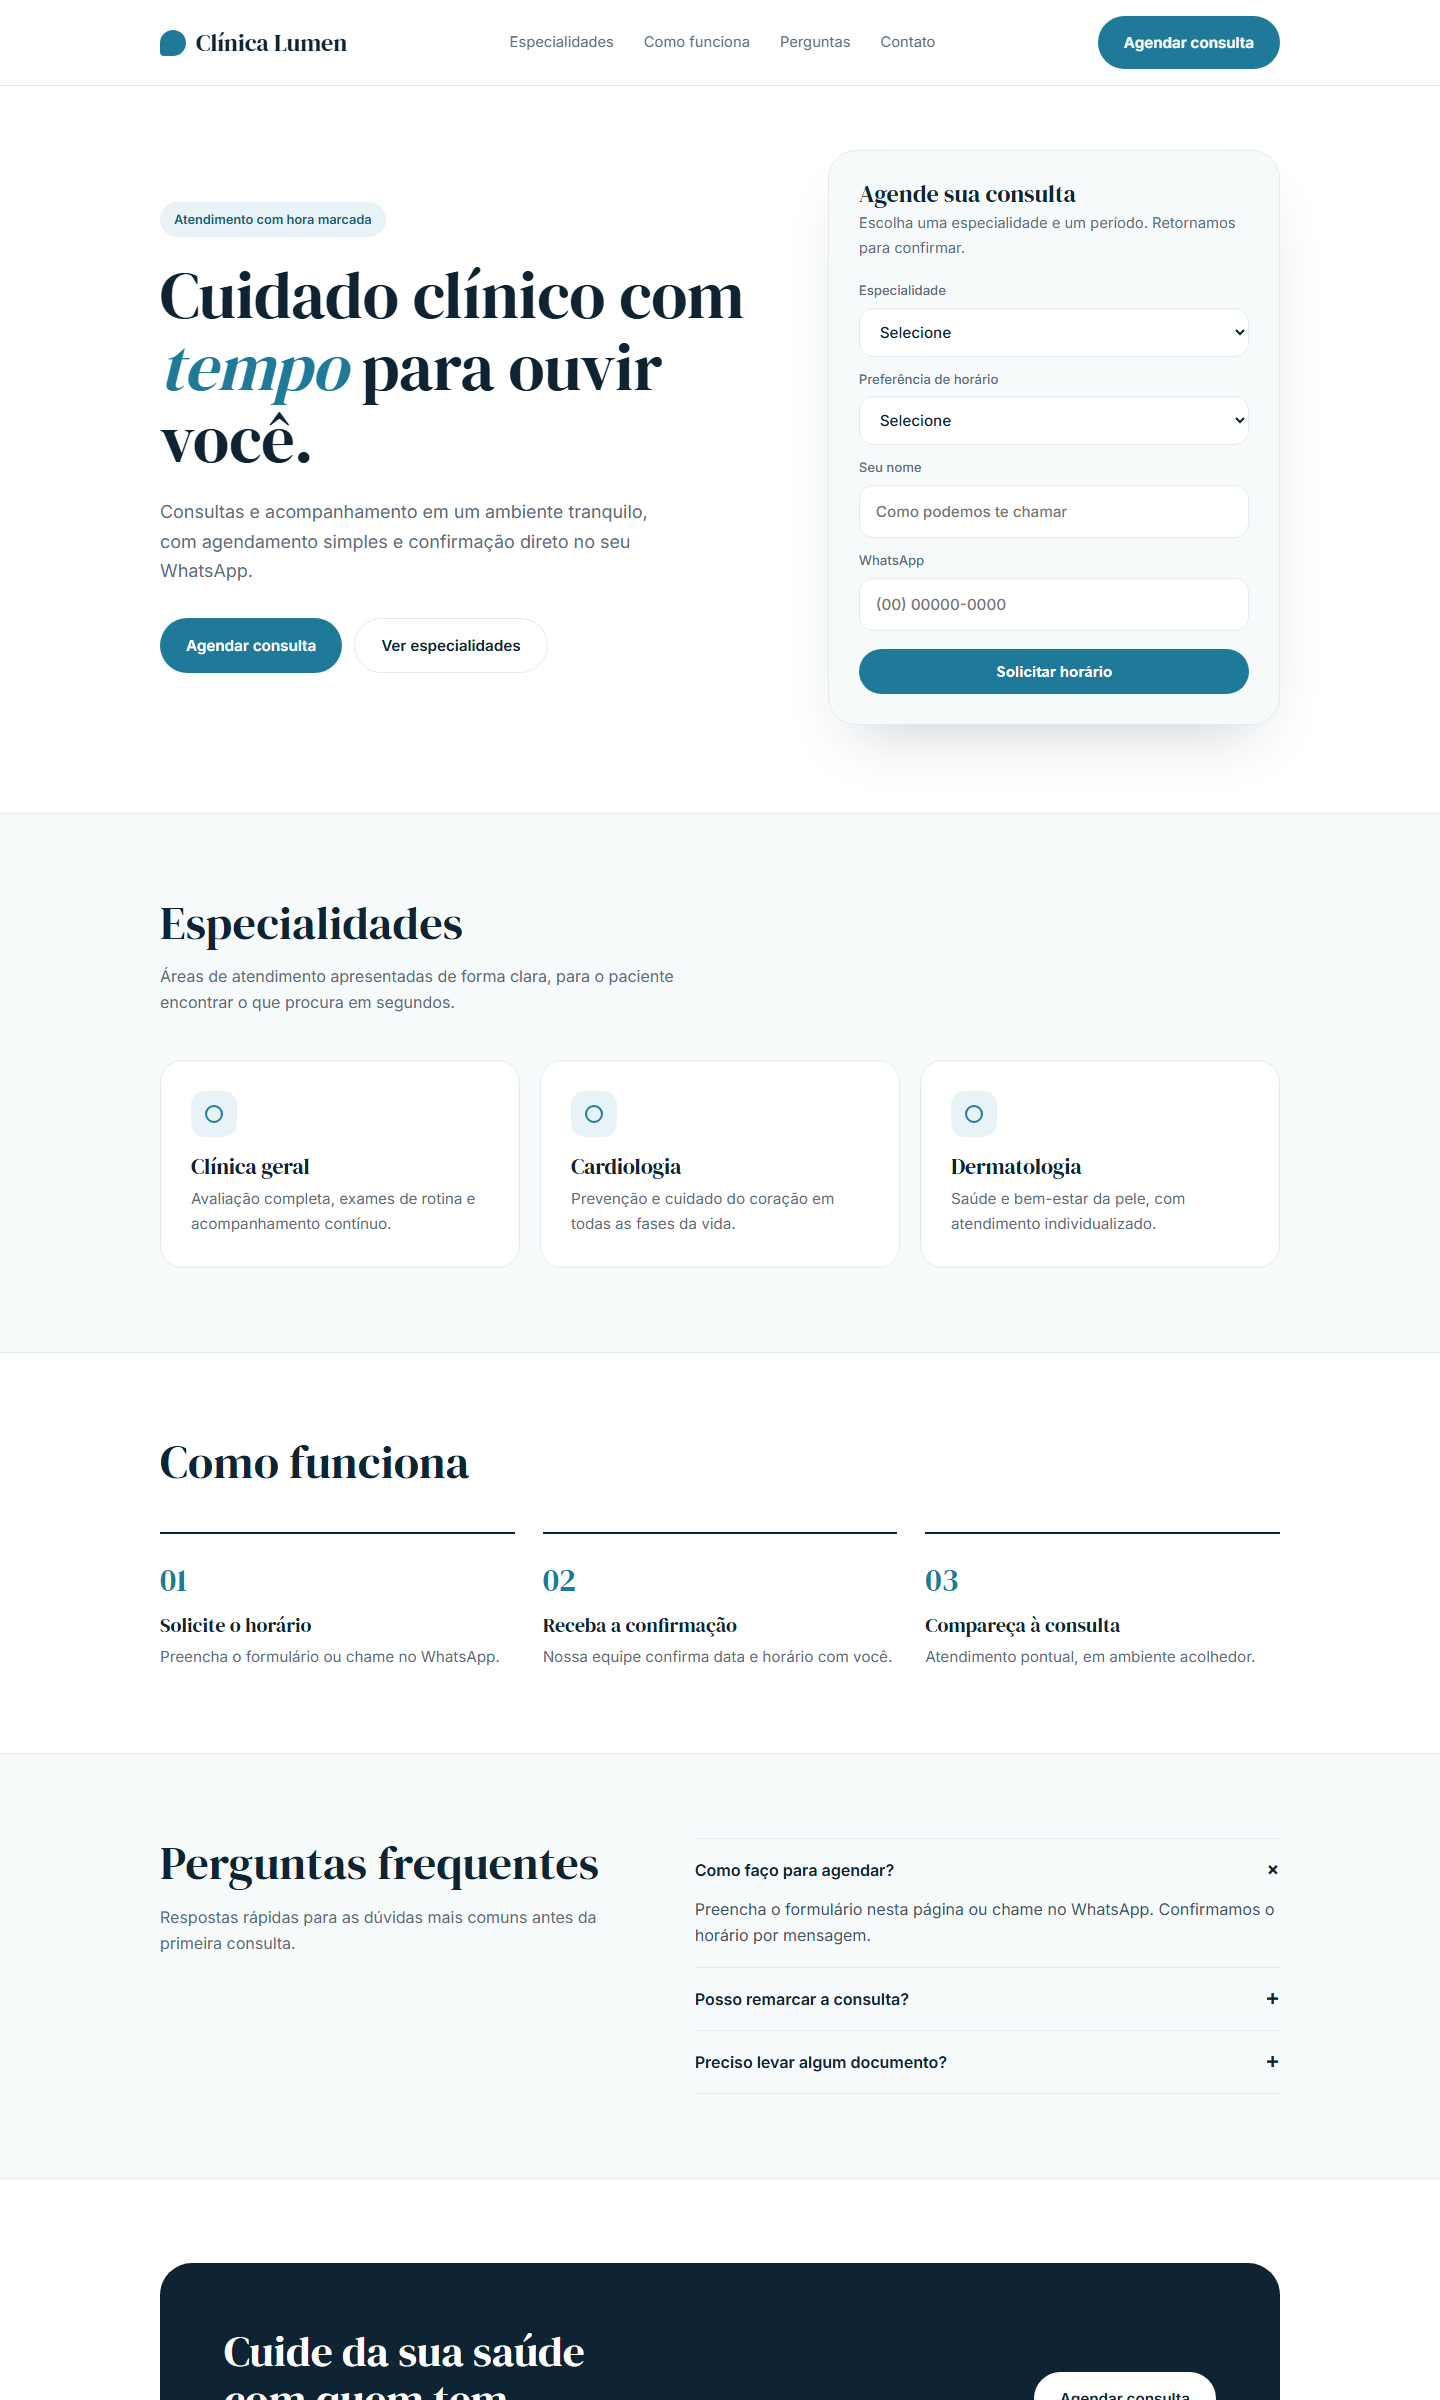 Clínica Lumen
Especialidades
Como funciona
Perguntas
Contato
Agendar consulta
Atendimento com hora marcada
Cuidado clínico com
tempo para ouvir
você.
Consultas e acompanhamento em um ambiente tranquilo,
com agendamento simples e confirmação direto no seu
WhatsApp.
Agendar consulta
Ver especialidades
Agende sua consulta
Escolha uma especialidade e um período. Retornamos
para confirmar.
Especialidade
Selecione
Preferência de horário
Selecione
Seu nome
Como podemos te chamar
WhatsApp
(00) 00000-0000
Solicitar horário
Especialidades
Áreas de atendimento apresentadas de forma clara, para o paciente
encontrar o que procura em segundos.
Clínica geral
Avaliação completa, exames de rotina e
acompanhamento contínuo.
Cardiologia
Prevenção e cuidado do coração em
todas as fases da vida.
Dermatologia
Saúde e bem-estar da pele, com
atendimento individualizado.
Como funciona
01
Solicite o horário
Preencha o formulário ou chame no WhatsApp.
02
Receba a confirmação
Nossa equipe confirma data e horário com você.
03
Compareça à consulta
Atendimento pontual, em ambiente acolhedor.
Perguntas frequentes
Respostas rápidas para as dúvidas mais comuns antes da
primeira consulta.
Como faço para agendar?
Preencha o formulário nesta página ou chame no WhatsApp. Confirmamos o
horário por mensagem.
Posso remarcar a consulta?
Preciso levar algum documento?
Cuide da sua saúde
com quem tem
Agendar consulta